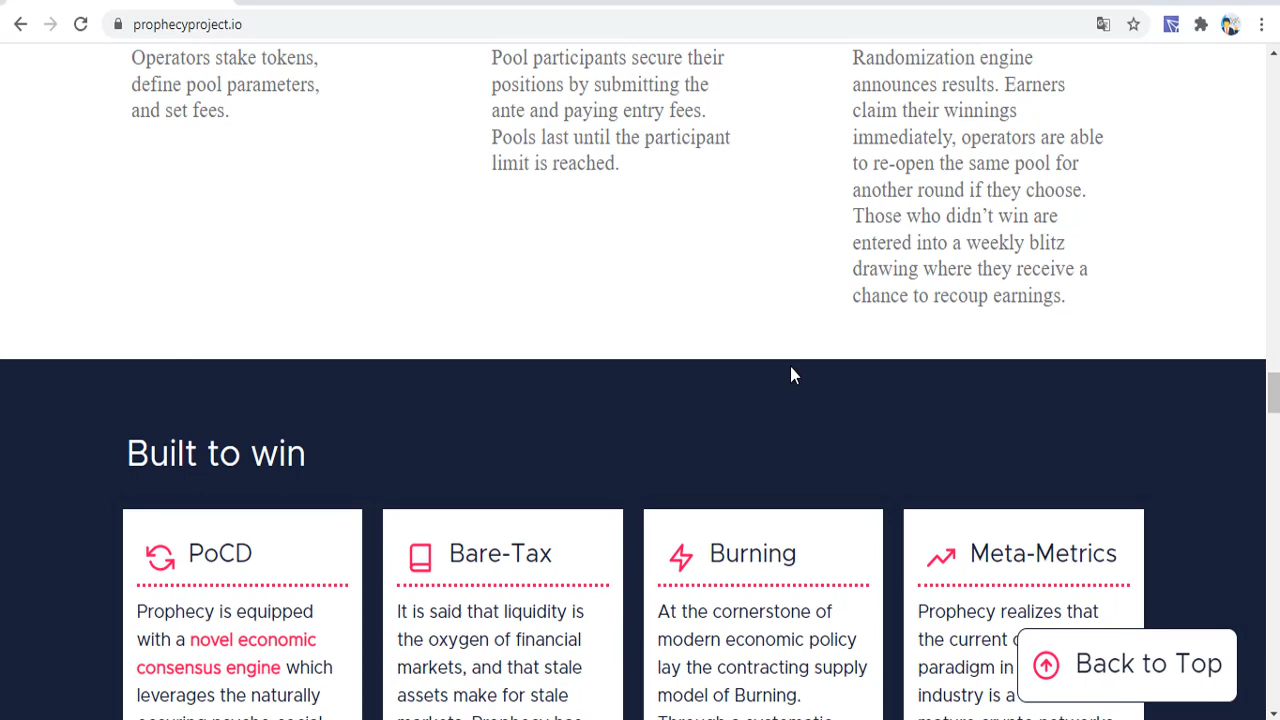 prophecyproject.io
Operators stake tokens,
define pool parameters,
and set fees.
Pool participants secure their
positions by submitting the
ante and paying entry fees.
Pools last until the participant
limit is reached.
Randomization engine
announces results. Earners
claim their winnings
immediately, operators are able
to re-open the same pool for
another round if they choose.
Those who didn’t win are
entered into a weekly blitz
drawing where they receive a
chance to recoup earnings.
Built to win
PoCD
Prophecy is equipped
with a novel economic
consensus engine which
leverages the naturally
Bare-Tax
It is said that liquidity is
the oxygen of financial
markets, and that stale
assets make for stale
Burning
At the cornerstone of
modern economic policy
lay the contracting supply
model of Burning.
Meta-Metrics
Prophecy realizes that
the current
paradigm in
industry is a
Back to Top